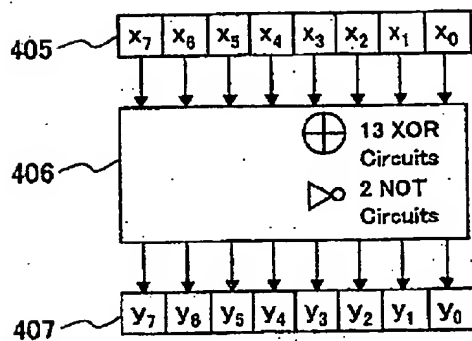 405 x₇ x₆ x₅ x₄ x₃ x₂ x₁ x₀
13 XOR
Circuits
406
2 NOT
Circuits
407 y₇ y₆ y₅ y₄ y₃ y₂ y₁ y₀